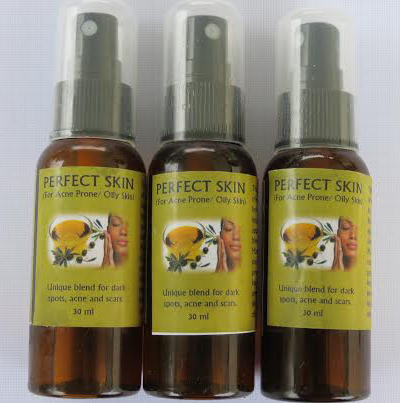 PERFECT SKIN
(For Acne Prone/ Oily Skin)
Unique blend for dark
spots, acne and scars.
30 ml
PERFECT SKIN
(For Acne Prone/ Oily Skin)
Unique blend for dark
spots, acne and scars.
30 ml
PERFECT SKIN
(For Acne Prone/ Oily Skin)
Unique blend for dark
spots, acne and scars.
30 ml